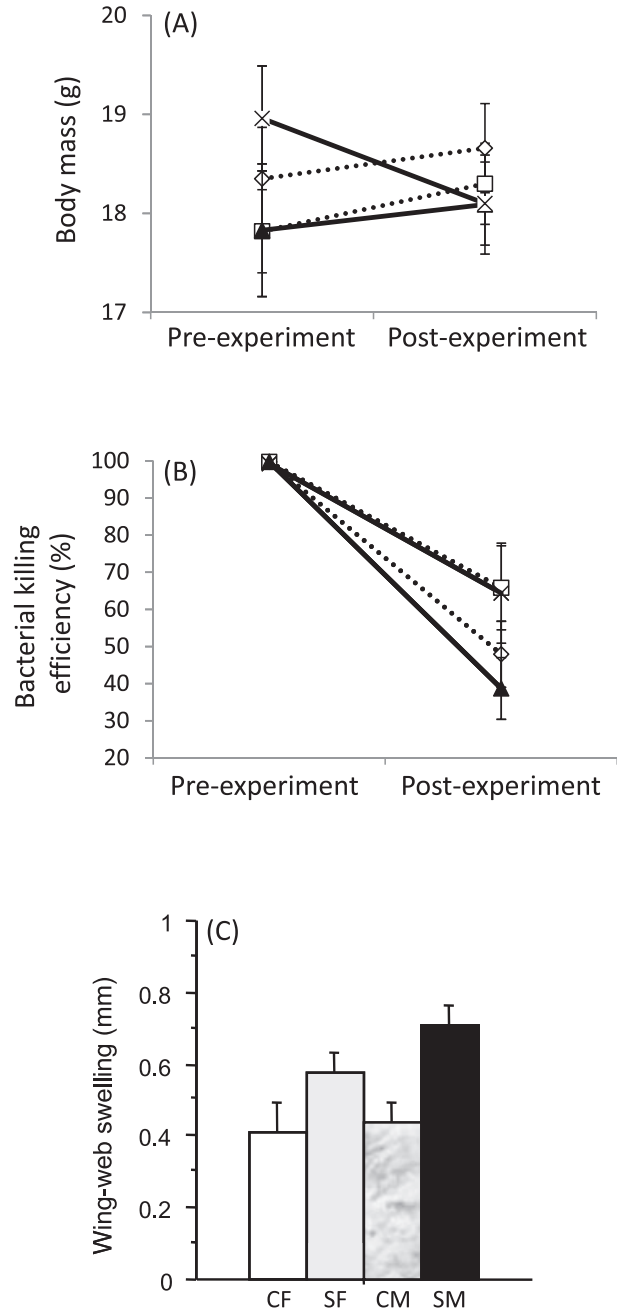 (A)
Body mass (g)
20
19
18
17
Pre-experiment Post-experiment
(B)
Bacterial killing
efficiency (%)
100
90
80
70
60
50
40
30
20
Pre-experiment Post-experiment
(C)
Wing-web swelling (mm)
1
0.8
0.6
0.4
0.2
0
CF SF CM SM